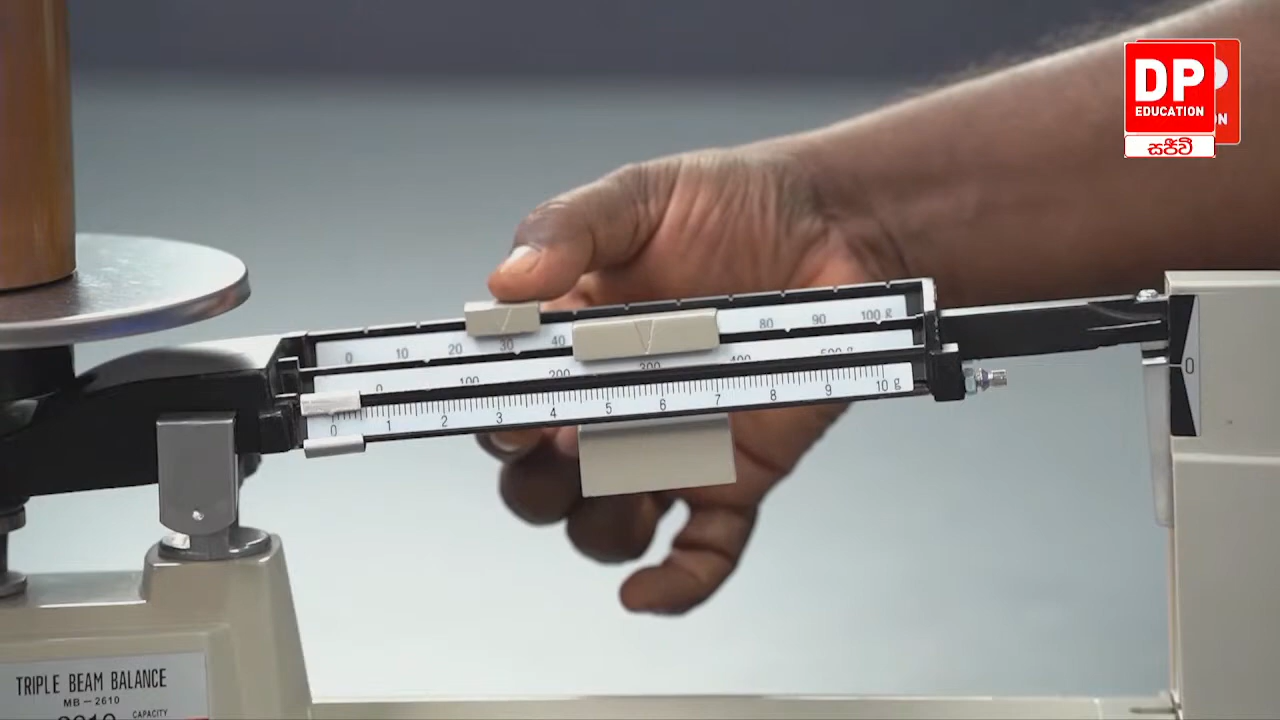 DP
EDUCATION
සජීවී
0 10 20 30 40 80 90 100 g
0 100 200 300 400 500 g
0 1 2 3 4 5 6 7 8 9 10 g
0
TRIPLE BEAM BALANCE
MB-2610
2610 CAPACITY